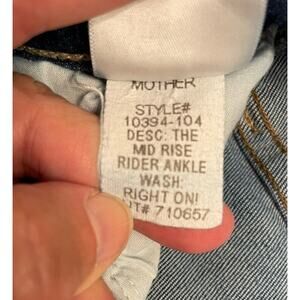 MOTHER
STYLE#
10394-104
DESC: THE
MID RISE
RIDER ANKLE
WASH:
RIGHT ON!
# 710657